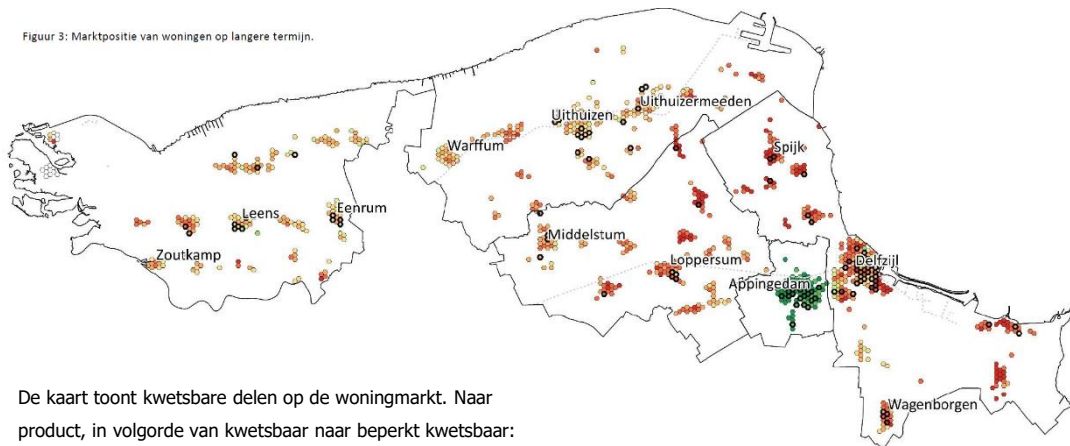 Figuur 3: Marktpositie van woningen op langere termijn.
Uithuizermeeden
Uithuizen
Warffum
Spijk
Leens
Eenrum
Middelstum
Zoutkamp
Loppersum
Delfzijl
Appingedam
Wagenborgen
De kaart toont kwetsbare delen op de woningmarkt. Naar
product, in volgorde van kwetsbaar naar beperkt kwetsbaar: